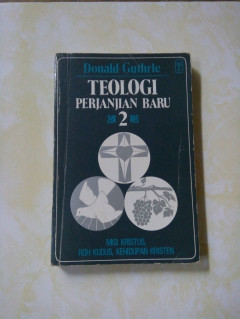 Donald Guthrie
TEOLOGI
PERJANJIAN BARU
2
MISI KRISTUS,
ROH KUDUS, KEHIDUPAN KRISTEN